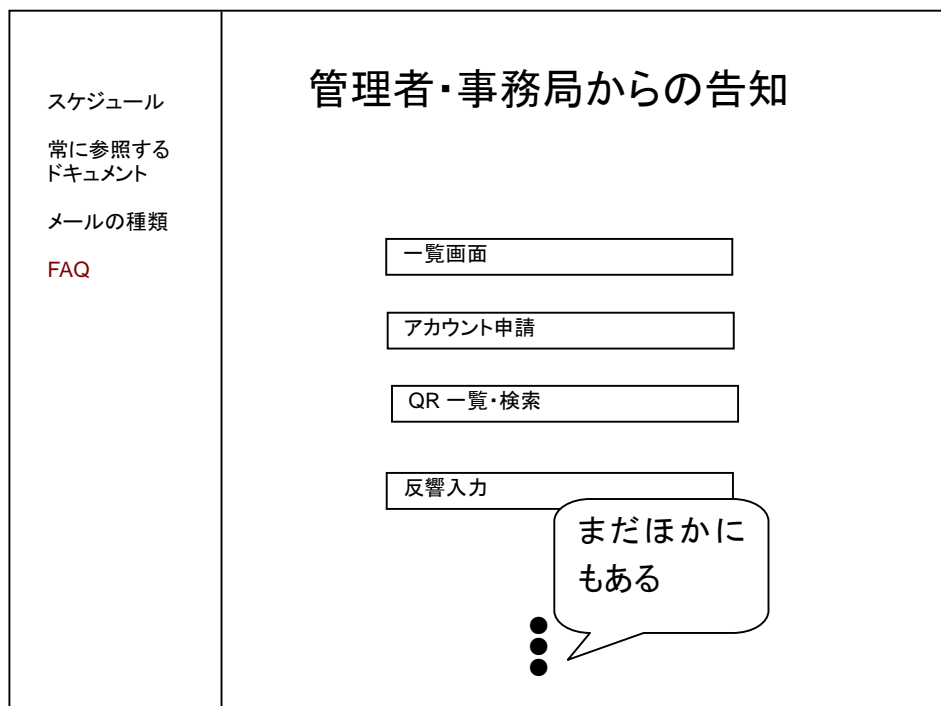 スケジュール
常に参照する
ドキュメント
メールの種類
FAQ
管理者・事務局からの告知
一覧画面
アカウント申請
QR 一覧・検索
反響入力
まだほかに
もある